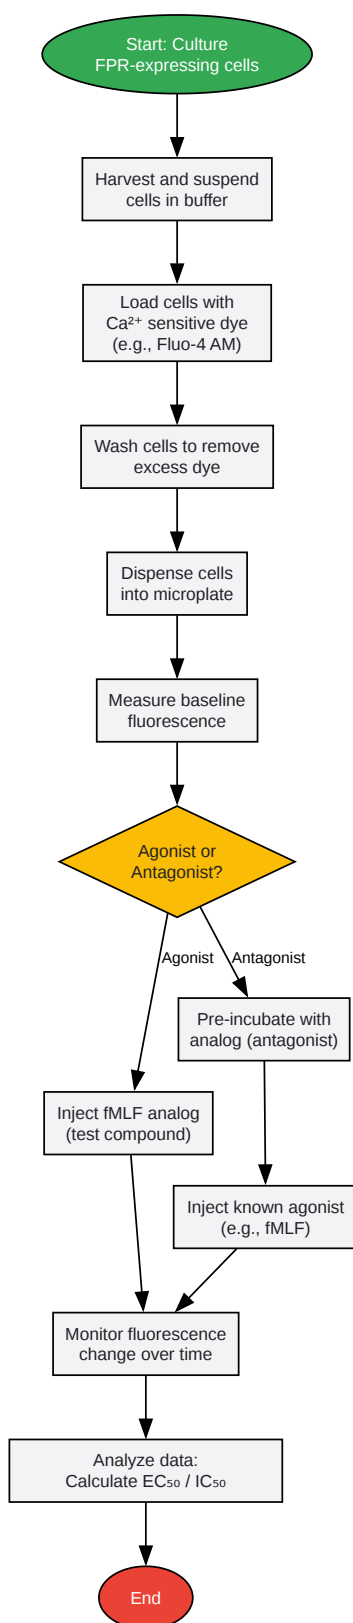 Start: Culture
FPR-expressing cells
Harvest and suspend
cells in buffer
Load cells with
Ca²⁺ sensitive dye
(e.g., Fluo-4 AM)
Wash cells to remove
excess dye
Dispense cells
into microplate
Measure baseline
fluorescence
Agonist or
Antagonist?
Agonist
Antagonist
Pre-incubate with
analog (antagonist)
Inject fMLF analog
(test compound)
Inject known agonist
(e.g., fMLF)
Monitor fluorescence
change over time
Analyze data:
Calculate EC₅₀ / IC₅₀
End